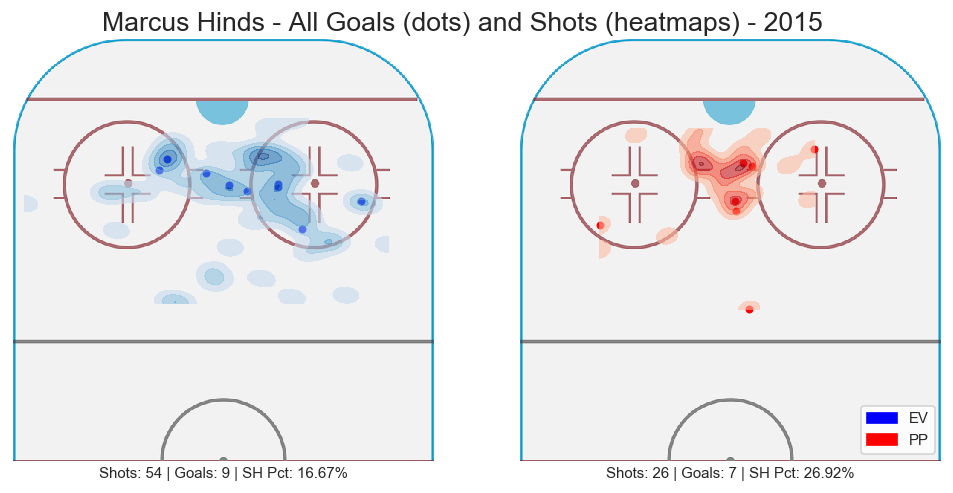 Marcus Hinds - All Goals (dots) and Shots (heatmaps) - 2015
EV
PP
Shots: 54 | Goals: 9 | SH Pct: 16.67%
Shots: 26 | Goals: 7 | SH Pct: 26.92%